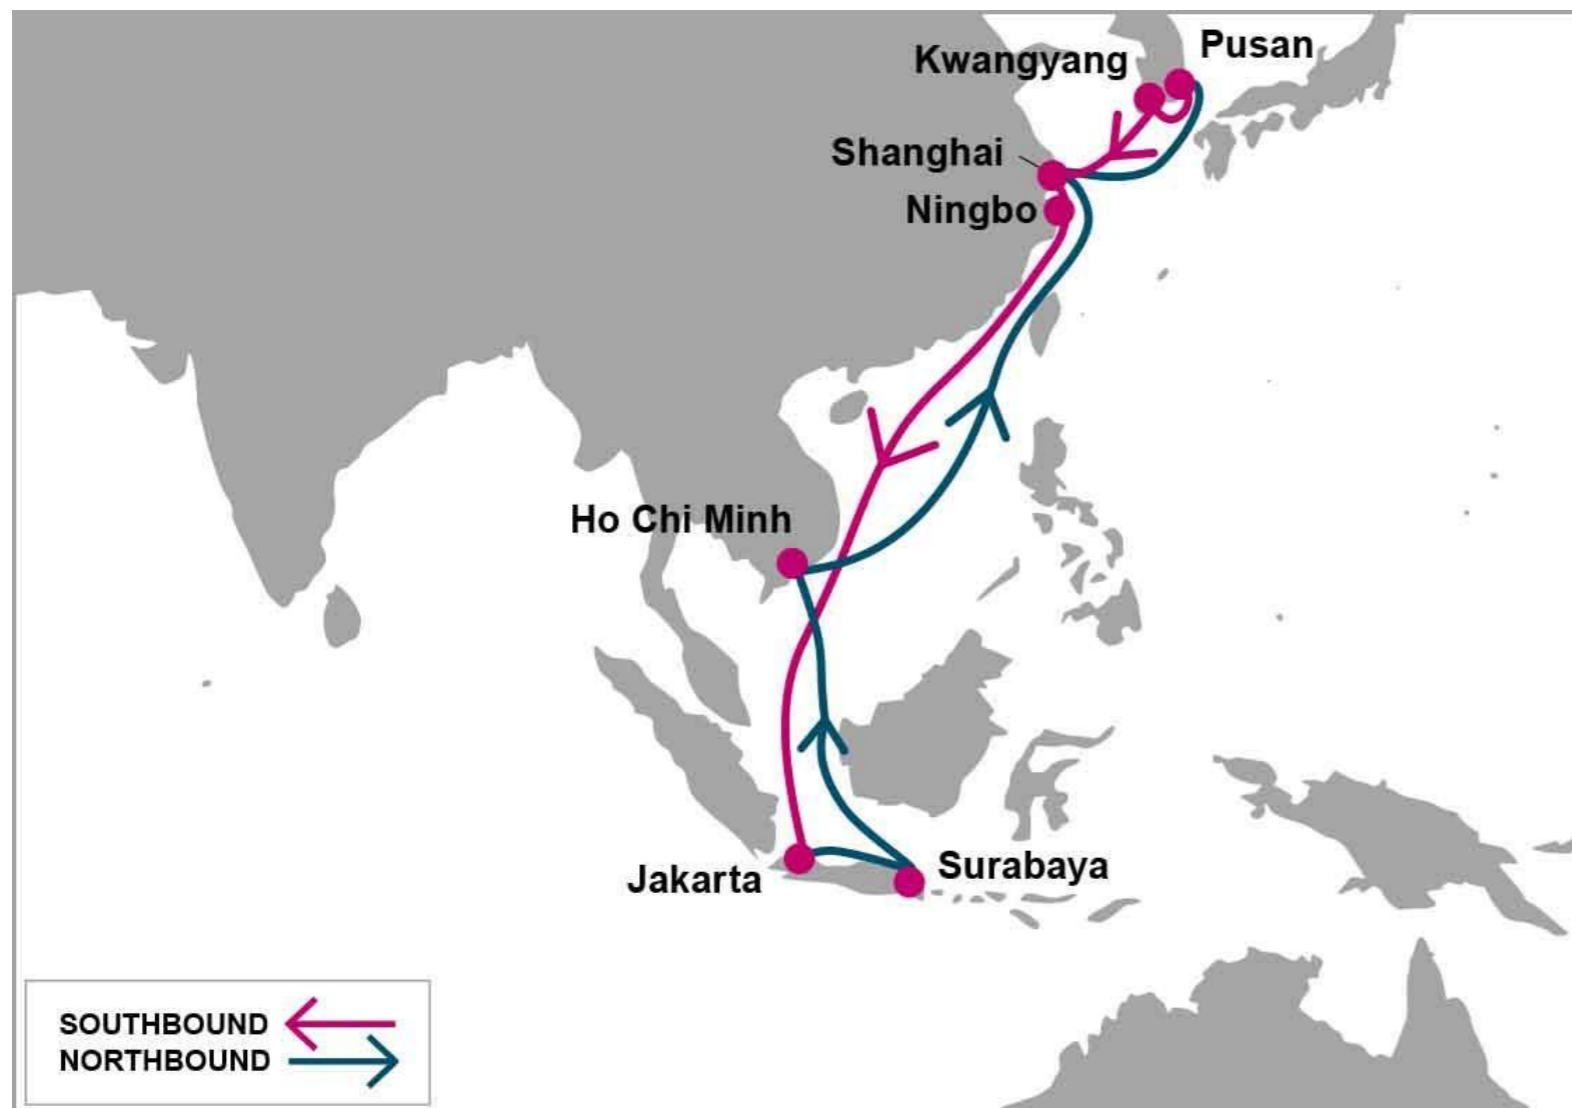 Pusan
Kwangyang
Shanghai
Ningbo
Ho Chi Minh
Surabaya
Jakarta
SOUTHBOUND
NORTHBOUND